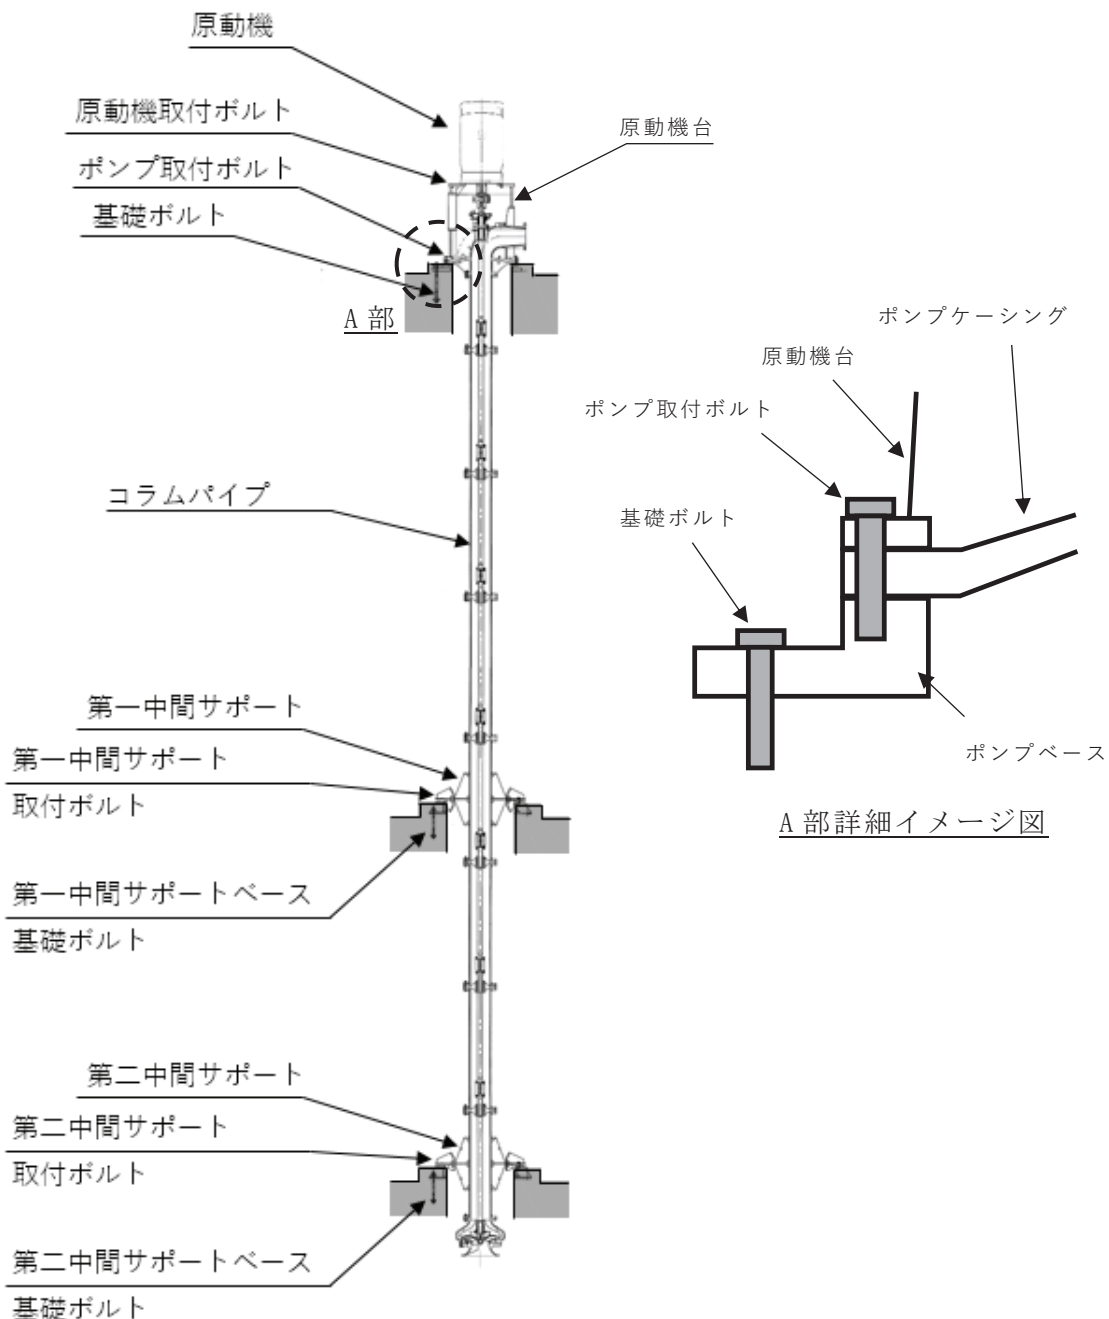 原動機
原動機取付ボルト
ポンプ取付ボルト
基礎ボルト
原動機台
A 部
コラムパイプ
第一中間サポート
第一中間サポート
取付ボルト
第一中間サポートベース
基礎ボルト
第二中間サポート
第二中間サポート
取付ボルト
第二中間サポートベース
基礎ボルト
ポンプケーシング
原動機台
ポンプ取付ボルト
基礎ボルト
ポンプベース
A 部詳細イメージ図